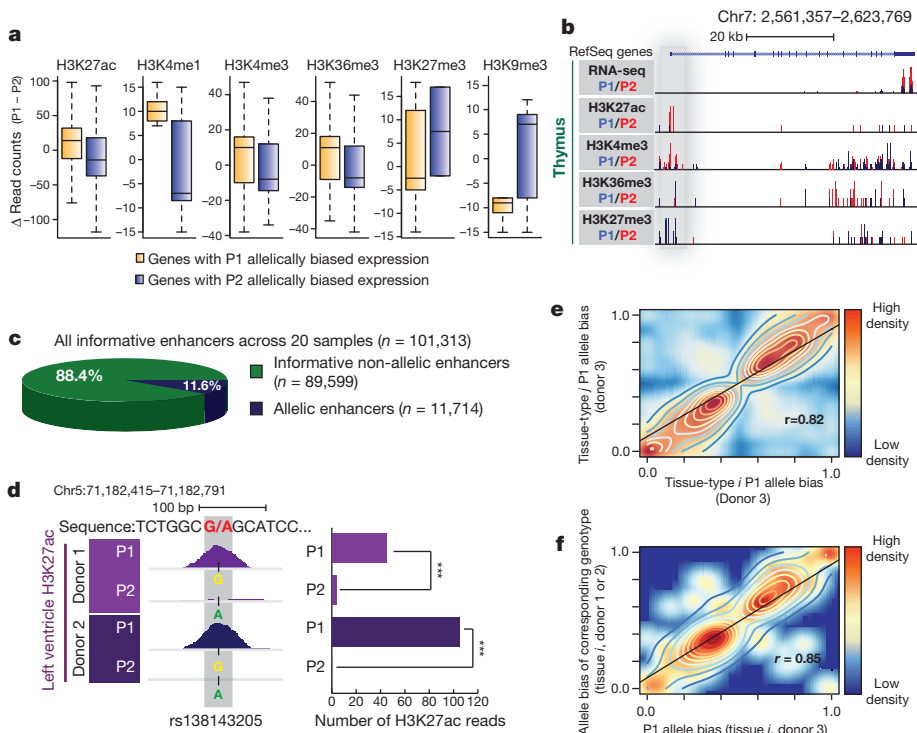 a
H3K27ac H3K4me1 H3K4me3 H3K36me3 H3K27me3 H3K9me3
Δ Read counts (P1 – P2)
100
50
0
−50
−100
15
10
5
0
−5
−10
−15
40
20
0
−20
−40
40
20
0
−20
−40
15
10
5
0
−5
−10
−15
10
5
0
−5
−10
−15
Genes with P1 allelically biased expression
Genes with P2 allelically biased expression
b
Chr7: 2,561,357–2,623,769
20 kb
RefSeq genes
Thymus
RNA-seq
P1/P2
H3K27ac
P1/P2
H3K4me3
P1/P2
H3K36me3
P1/P2
H3K27me3
P1/P2
c
All informative enhancers across 20 samples (n = 101,313)
88.4%
11.6%
Informative non-allelic enhancers
(n = 89,599)
Allelic enhancers (n = 11,714)
d
Chr5:71,182,415–71,182,791
100 bp
Sequence:TCTGGC G/A GCATCC...
Left ventricle H3K27ac
Donor 1
P1
G
P2
A
Donor 2
P1
G
P2
A
rs138143205
P1
P2
***
P1
P2
***
0 20 40 60 80 100 120
Number of H3K27ac reads
e
Tissue-type j P1 allele bias
(donor 3)
1.0
0.0
r=0.82
0.0 1.0
Tissue-type i P1 allele bias
(Donor 3)
High
density
Low
density
f
Allele bias of corresponding genotype
(tissue i, donor 1 or 2)
1.0
0.0
r = 0.85
0.0 1.0
P1 allele bias (tissue i, donor 3)
High
density
Low
density